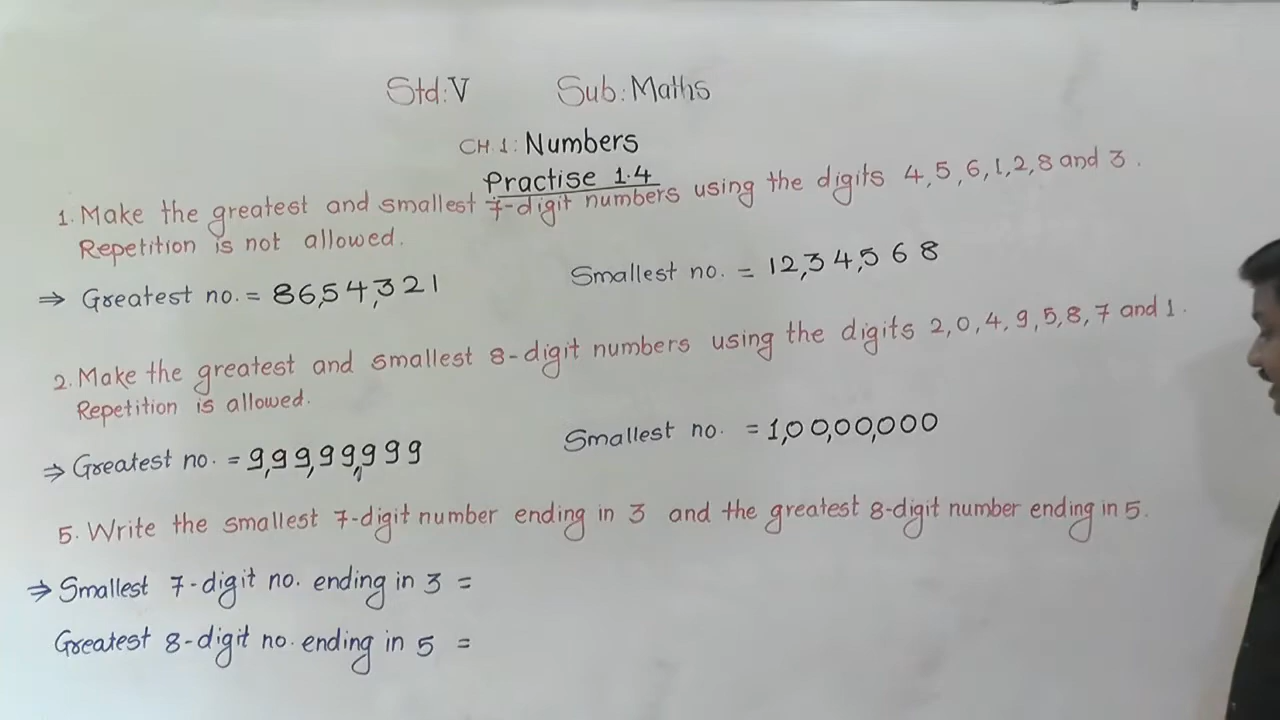 Std:V Sub:Maths
CH.1: Numbers
Practise 1.4
1. Make the greatest and smallest 7-digit numbers using the digits 4,5,6,1,2,8 and 3.
Repetition is not allowed.
⇒ Greatest no. = 86,54,321 Smallest no. = 12,34,568
2. Make the greatest and smallest 8-digit numbers using the digits 2,0,4,9,5,8,7 and 1.
Repetition is allowed.
⇒ Greatest no. = 9,99,99,999 Smallest no. = 1,00,00,000
5. Write the smallest 7-digit number ending in 3 and the greatest 8-digit number ending in 5.
⇒ Smallest 7-digit no. ending in 3 =
Greatest 8-digit no. ending in 5 =